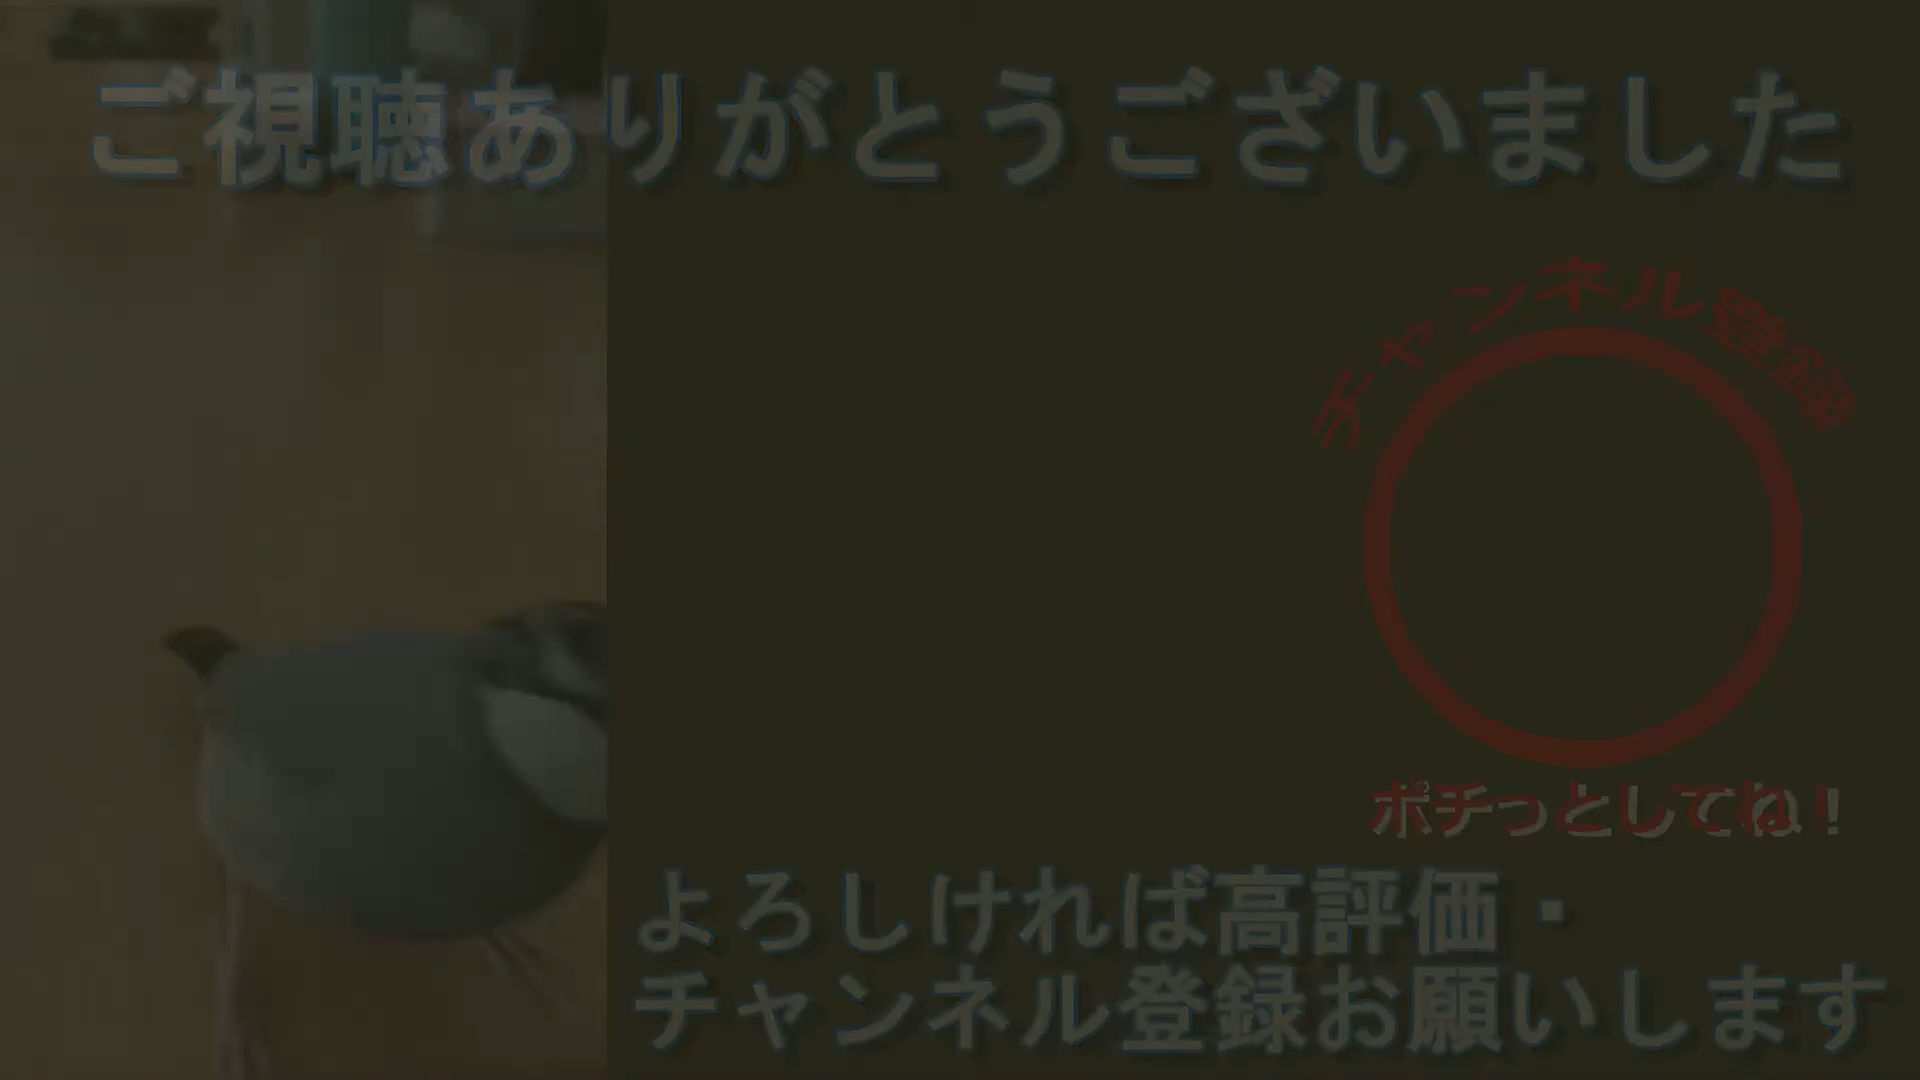 ご視聴ありがとうございました
チャンネル登録
ポチっとしてね！
よろしければ高評価・
チャンネル登録お願いします